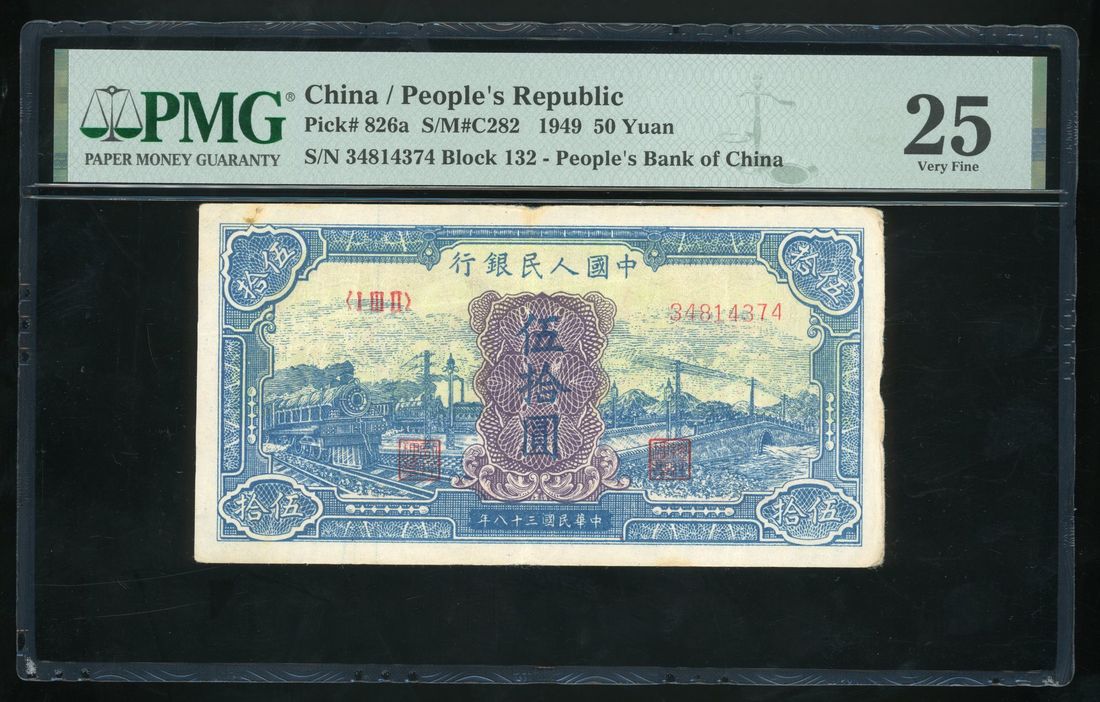 PMG®
PAPER MONEY GUARANTY
China / People's Republic
Pick# 826a S/M#C282 1949 50 Yuan
S/N 34814374 Block 132 - People's Bank of China
25
Very Fine
伍拾
中國人民銀行
伍拾
〈I III II〉
34814374
伍拾圓
伍拾
中華民國三十八年
伍拾